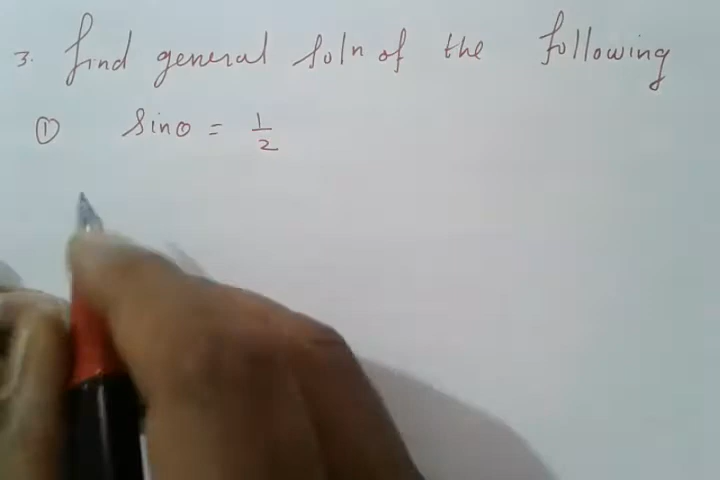 3. find general soln of the following
① sinθ = 1/2